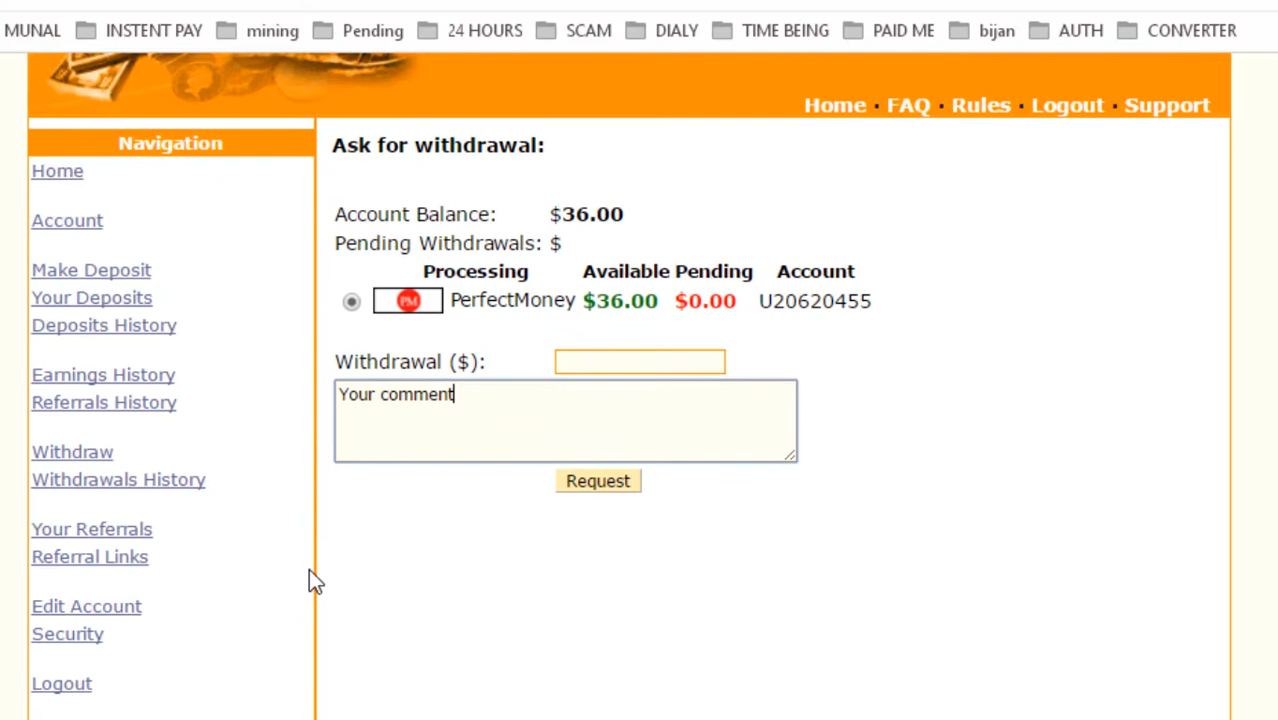 MUNAL INSTENT PAY mining Pending 24 HOURS SCAM DIALY TIME BEING PAID ME bijan AUTH CONVERTER
Home · FAQ · Rules · Logout · Support
Navigation
Home
Account
Make Deposit
Your Deposits
Deposits History
Earnings History
Referrals History
Withdraw
Withdrawals History
Your Referrals
Referral Links
Edit Account
Security
Logout
Ask for withdrawal:
Account Balance: $36.00
Pending Withdrawals: $
Processing Available Pending Account
PM PerfectMoney $36.00 $0.00 U20620455
Withdrawal ($):
Your comment
Request